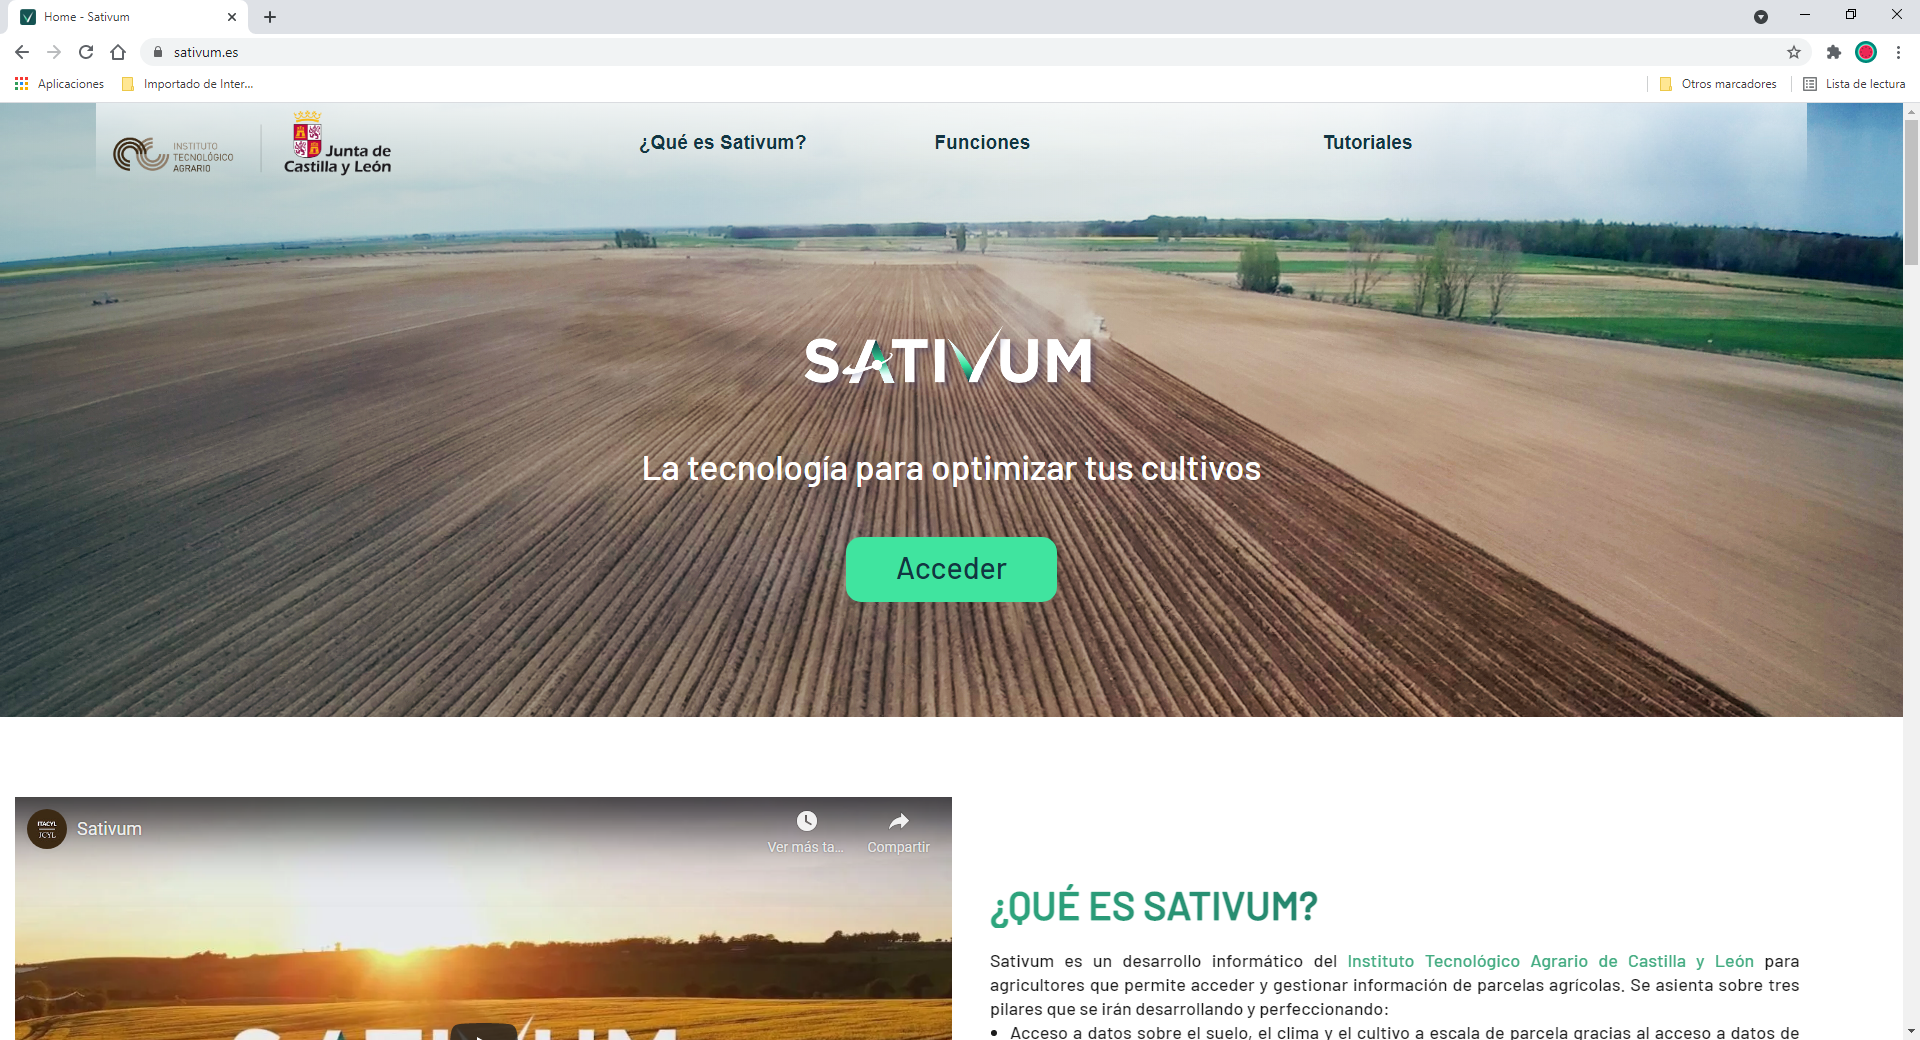 Home - Sativum
sativum.es
Aplicaciones
Importado de Inter...
Otros marcadores
Lista de lectura
INSTITUTO
TECNOLÓGICO
AGRARIO
Junta de
Castilla y León
¿Qué es Sativum?
Funciones
Tutoriales
SATIVUM
La tecnología para optimizar tus cultivos
Acceder
ITACYL
JCYL
Sativum
Ver más ta...
Compartir
SATIVUM
¿QUÉ ES SATIVUM?
Sativum es un desarrollo informático del Instituto Tecnológico Agrario de Castilla y León para
agricultores que permite acceder y gestionar información de parcelas agrícolas. Se asienta sobre tres
pilares que se irán desarrollando y perfeccionando:
• Acceso a datos sobre el suelo, el clima y el cultivo a escala de parcela gracias al acceso a datos de